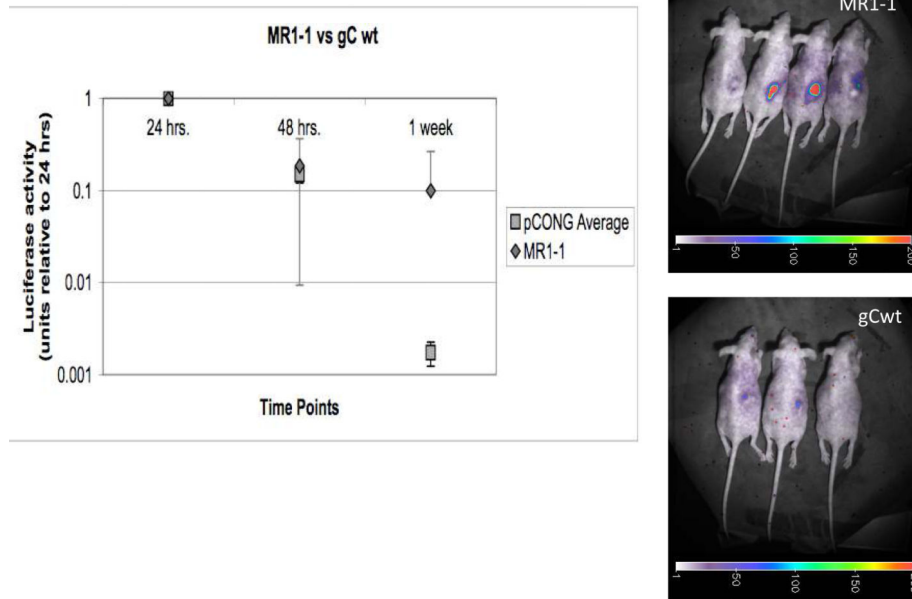 MR1-1 vs gC wt
Luciferase activity
(units relative to 24 hrs)
1
0.1
0.01
0.001
24 hrs.
48 hrs.
1 week
Time Points
pCONG Average
MR1-1
MR1-1
1
50
100
150
200
gCwt
1
50
100
150